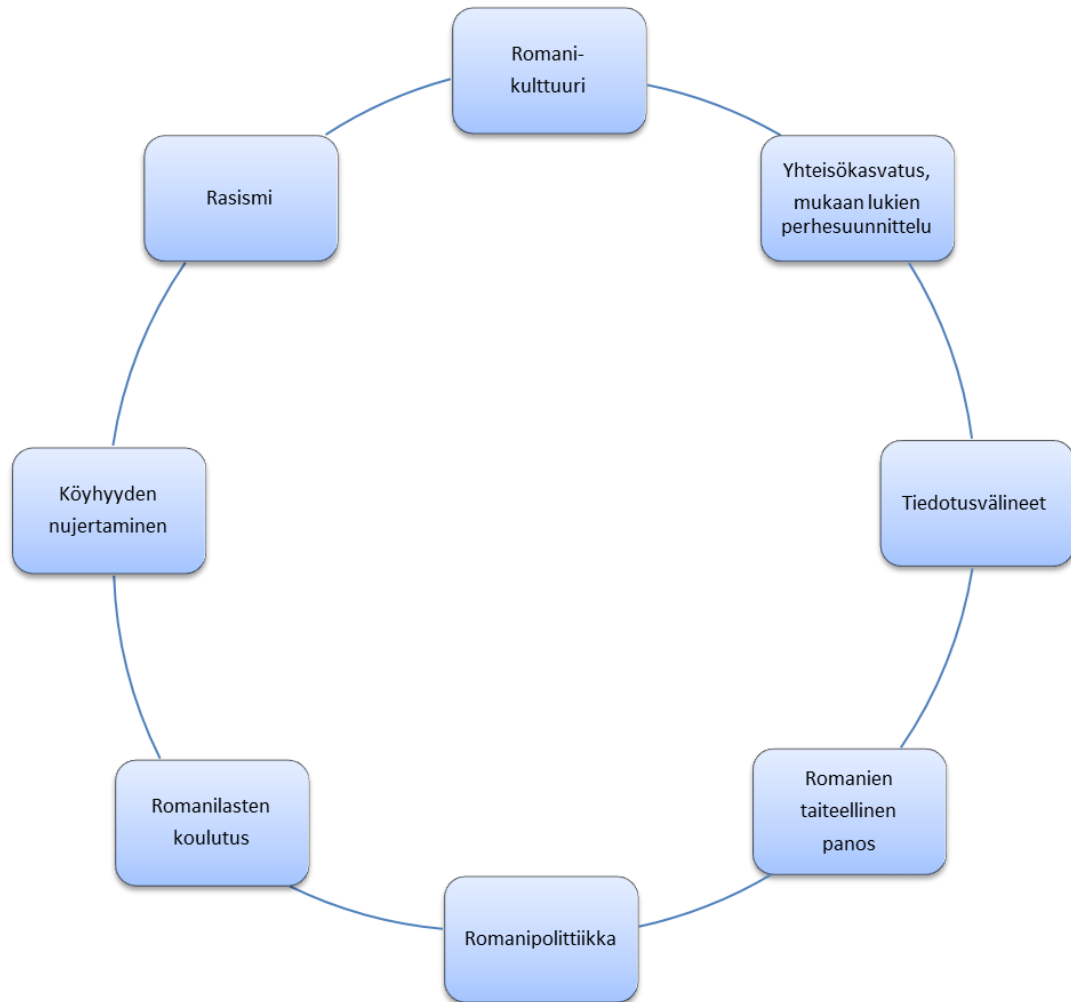 Romani-
kulttuuri
Yhteisökasvatus,
mukaan lukien
perhesuunnittelu
Tiedotusvälineet
Romanien
taiteellinen
panos
Romanipolittiikka
Romanilasten
koulutus
Köyhyyden
nujertaminen
Rasismi